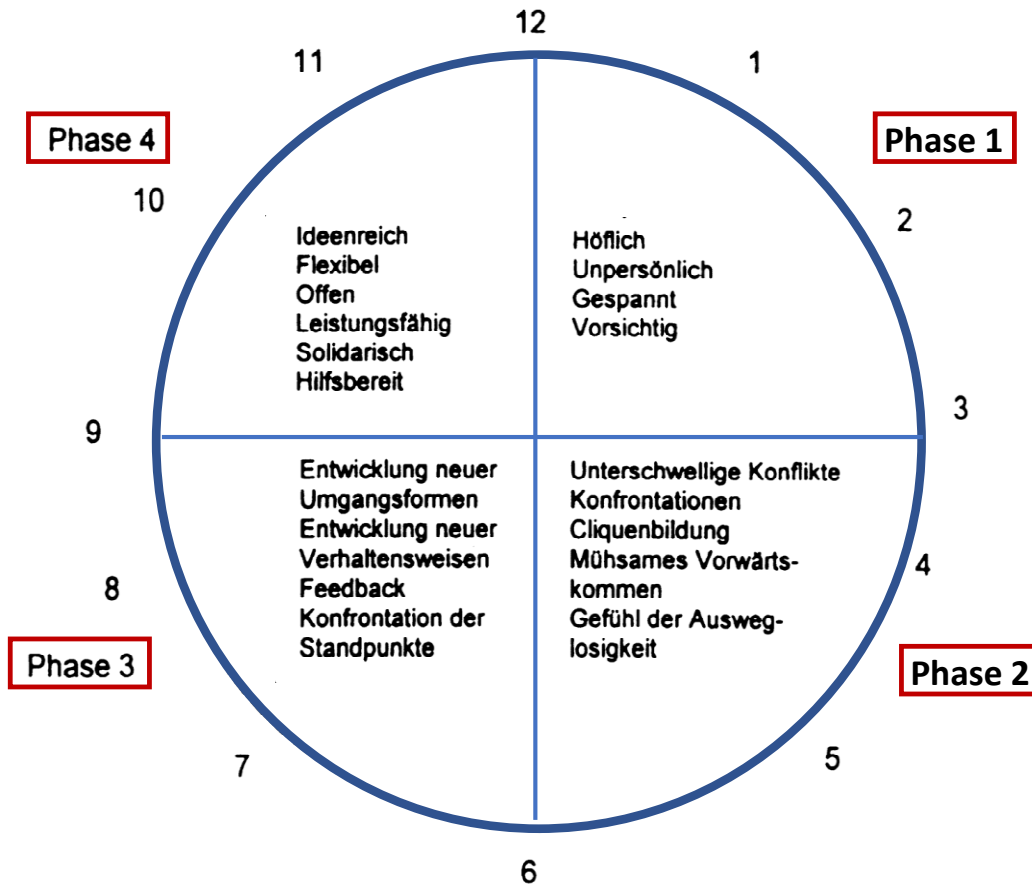 12
11
1
Phase 4
Phase 1
10
2
Ideenreich
Flexibel
Offen
Leistungsfähig
Solidarisch
Hilfsbereit
Höflich
Unpersönlich
Gespannt
Vorsichtig
9
3
Entwicklung neuer
Umgangsformen
Entwicklung neuer
Verhaltensweisen
Feedback
Konfrontation der
Standpunkte
Unterschwellige Konflikte
Konfrontationen
Cliquenbildung
Mühsames Vorwärts-
kommen
Gefühl der Ausweg-
losigkeit
8
4
Phase 3
Phase 2
7
5
6